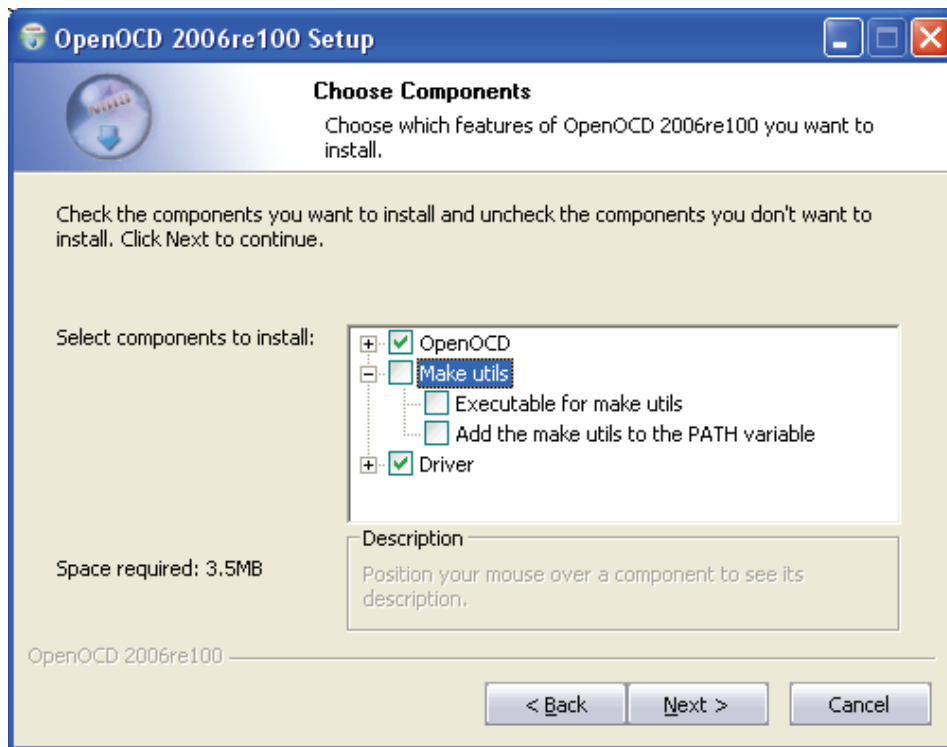 OpenOCD 2006re100 Setup
Choose Components
Choose which features of OpenOCD 2006re100 you want to
install.
Check the components you want to install and uncheck the components you don't want to
install. Click Next to continue.
Select components to install:
OpenOCD
Make utils
Executable for make utils
Add the make utils to the PATH variable
Driver
Space required: 3.5MB
Description
Position your mouse over a component to see its
description.
OpenOCD 2006re100
< Back
Next >
Cancel